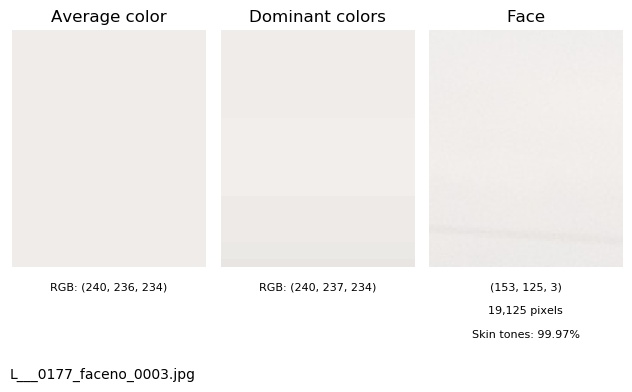 Average color
Dominant colors
Face
RGB: (240, 236, 234)
RGB: (240, 237, 234)
(153, 125, 3)
19,125 pixels
Skin tones: 99.97%
L___0177_faceno_0003.jpg